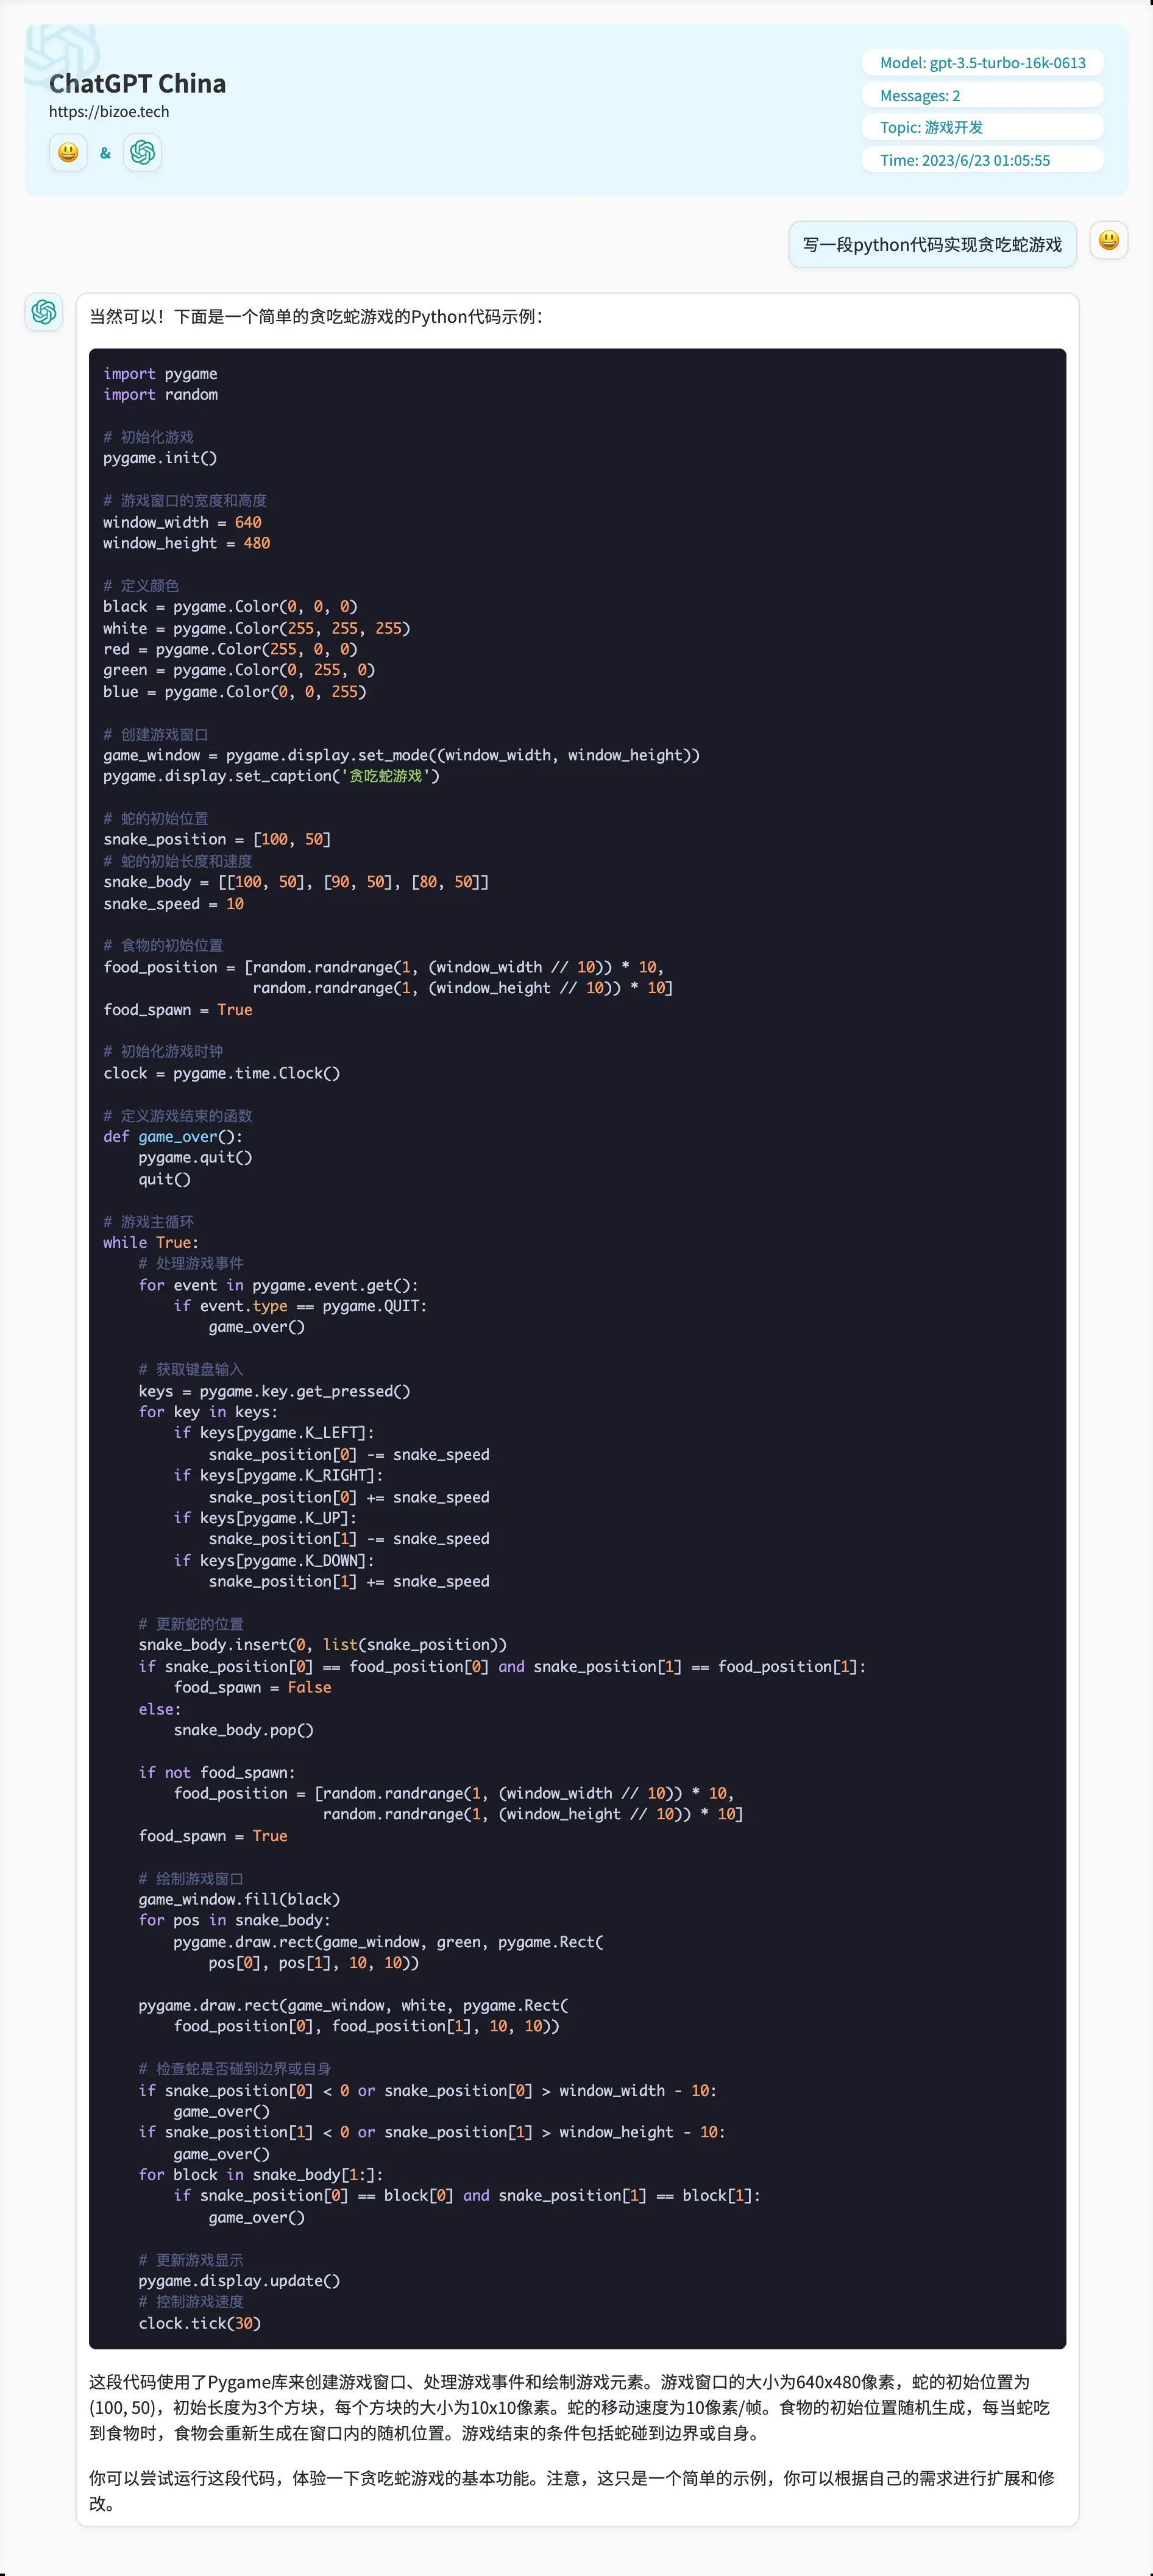 ChatGPT China
https://bizoe.tech
&
Model: gpt-3.5-turbo-16k-0613
Messages: 2
Topic: 游戏开发
Time: 2023/6/23 01:05:55
写一段python代码实现贪吃蛇游戏
当然可以！下面是一个简单的贪吃蛇游戏的Python代码示例：
import pygame
import random
# 初始化游戏
pygame.init()
# 游戏窗口的宽度和高度
window_width = 640
window_height = 480
# 定义颜色
black = pygame.Color(0, 0, 0)
white = pygame.Color(255, 255, 255)
red = pygame.Color(255, 0, 0)
green = pygame.Color(0, 255, 0)
blue = pygame.Color(0, 0, 255)
# 创建游戏窗口
game_window = pygame.display.set_mode((window_width, window_height))
pygame.display.set_caption('贪吃蛇游戏')
# 蛇的初始位置
snake_position = [100, 50]
# 蛇的初始长度和速度
snake_body = [[100, 50], [90, 50], [80, 50]]
snake_speed = 10
# 食物的初始位置
food_position = [random.randrange(1, (window_width // 10)) * 10,
                 random.randrange(1, (window_height // 10)) * 10]
food_spawn = True
# 初始化游戏时钟
clock = pygame.time.Clock()
# 定义游戏结束的函数
def game_over():
    pygame.quit()
    quit()
# 游戏主循环
while True:
    # 处理游戏事件
    for event in pygame.event.get():
        if event.type == pygame.QUIT:
            game_over()
    # 获取键盘输入
    keys = pygame.key.get_pressed()
    for key in keys:
        if keys[pygame.K_LEFT]:
            snake_position[0] -= snake_speed
        if keys[pygame.K_RIGHT]:
            snake_position[0] += snake_speed
        if keys[pygame.K_UP]:
            snake_position[1] -= snake_speed
        if keys[pygame.K_DOWN]:
            snake_position[1] += snake_speed
    # 更新蛇的位置
    snake_body.insert(0, list(snake_position))
    if snake_position[0] == food_position[0] and snake_position[1] == food_position[1]:
        food_spawn = False
    else:
        snake_body.pop()
    if not food_spawn:
        food_position = [random.randrange(1, (window_width // 10)) * 10,
                         random.randrange(1, (window_height // 10)) * 10]
    food_spawn = True
    # 绘制游戏窗口
    game_window.fill(black)
    for pos in snake_body:
        pygame.draw.rect(game_window, green, pygame.Rect(
            pos[0], pos[1], 10, 10))
    pygame.draw.rect(game_window, white, pygame.Rect(
        food_position[0], food_position[1], 10, 10))
    # 检查蛇是否碰到边界或自身
    if snake_position[0] < 0 or snake_position[0] > window_width - 10:
        game_over()
    if snake_position[1] < 0 or snake_position[1] > window_height - 10:
        game_over()
    for block in snake_body[1:]:
        if snake_position[0] == block[0] and snake_position[1] == block[1]:
            game_over()
    # 更新游戏显示
    pygame.display.update()
    # 控制游戏速度
    clock.tick(30)
这段代码使用了Pygame库来创建游戏窗口、处理游戏事件和绘制游戏元素。游戏窗口的大小为640x480像素，蛇的初始位置为
(100, 50)，初始长度为3个方块，每个方块的大小为10x10像素。蛇的移动速度为10像素/帧。食物的初始位置随机生成，每当蛇吃
到食物时，食物会重新生成在窗口内的随机位置。游戏结束的条件包括蛇碰到边界或自身。
你可以尝试运行这段代码，体验一下贪吃蛇游戏的基本功能。注意，这只是一个简单的示例，你可以根据自己的需求进行扩展和修
改。